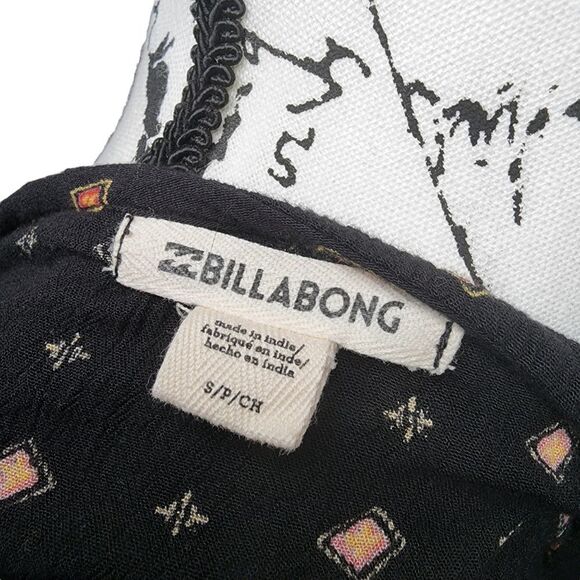 BILLABONG
made in india/
fabriqué en inde/
hecho en india
S/P/CH